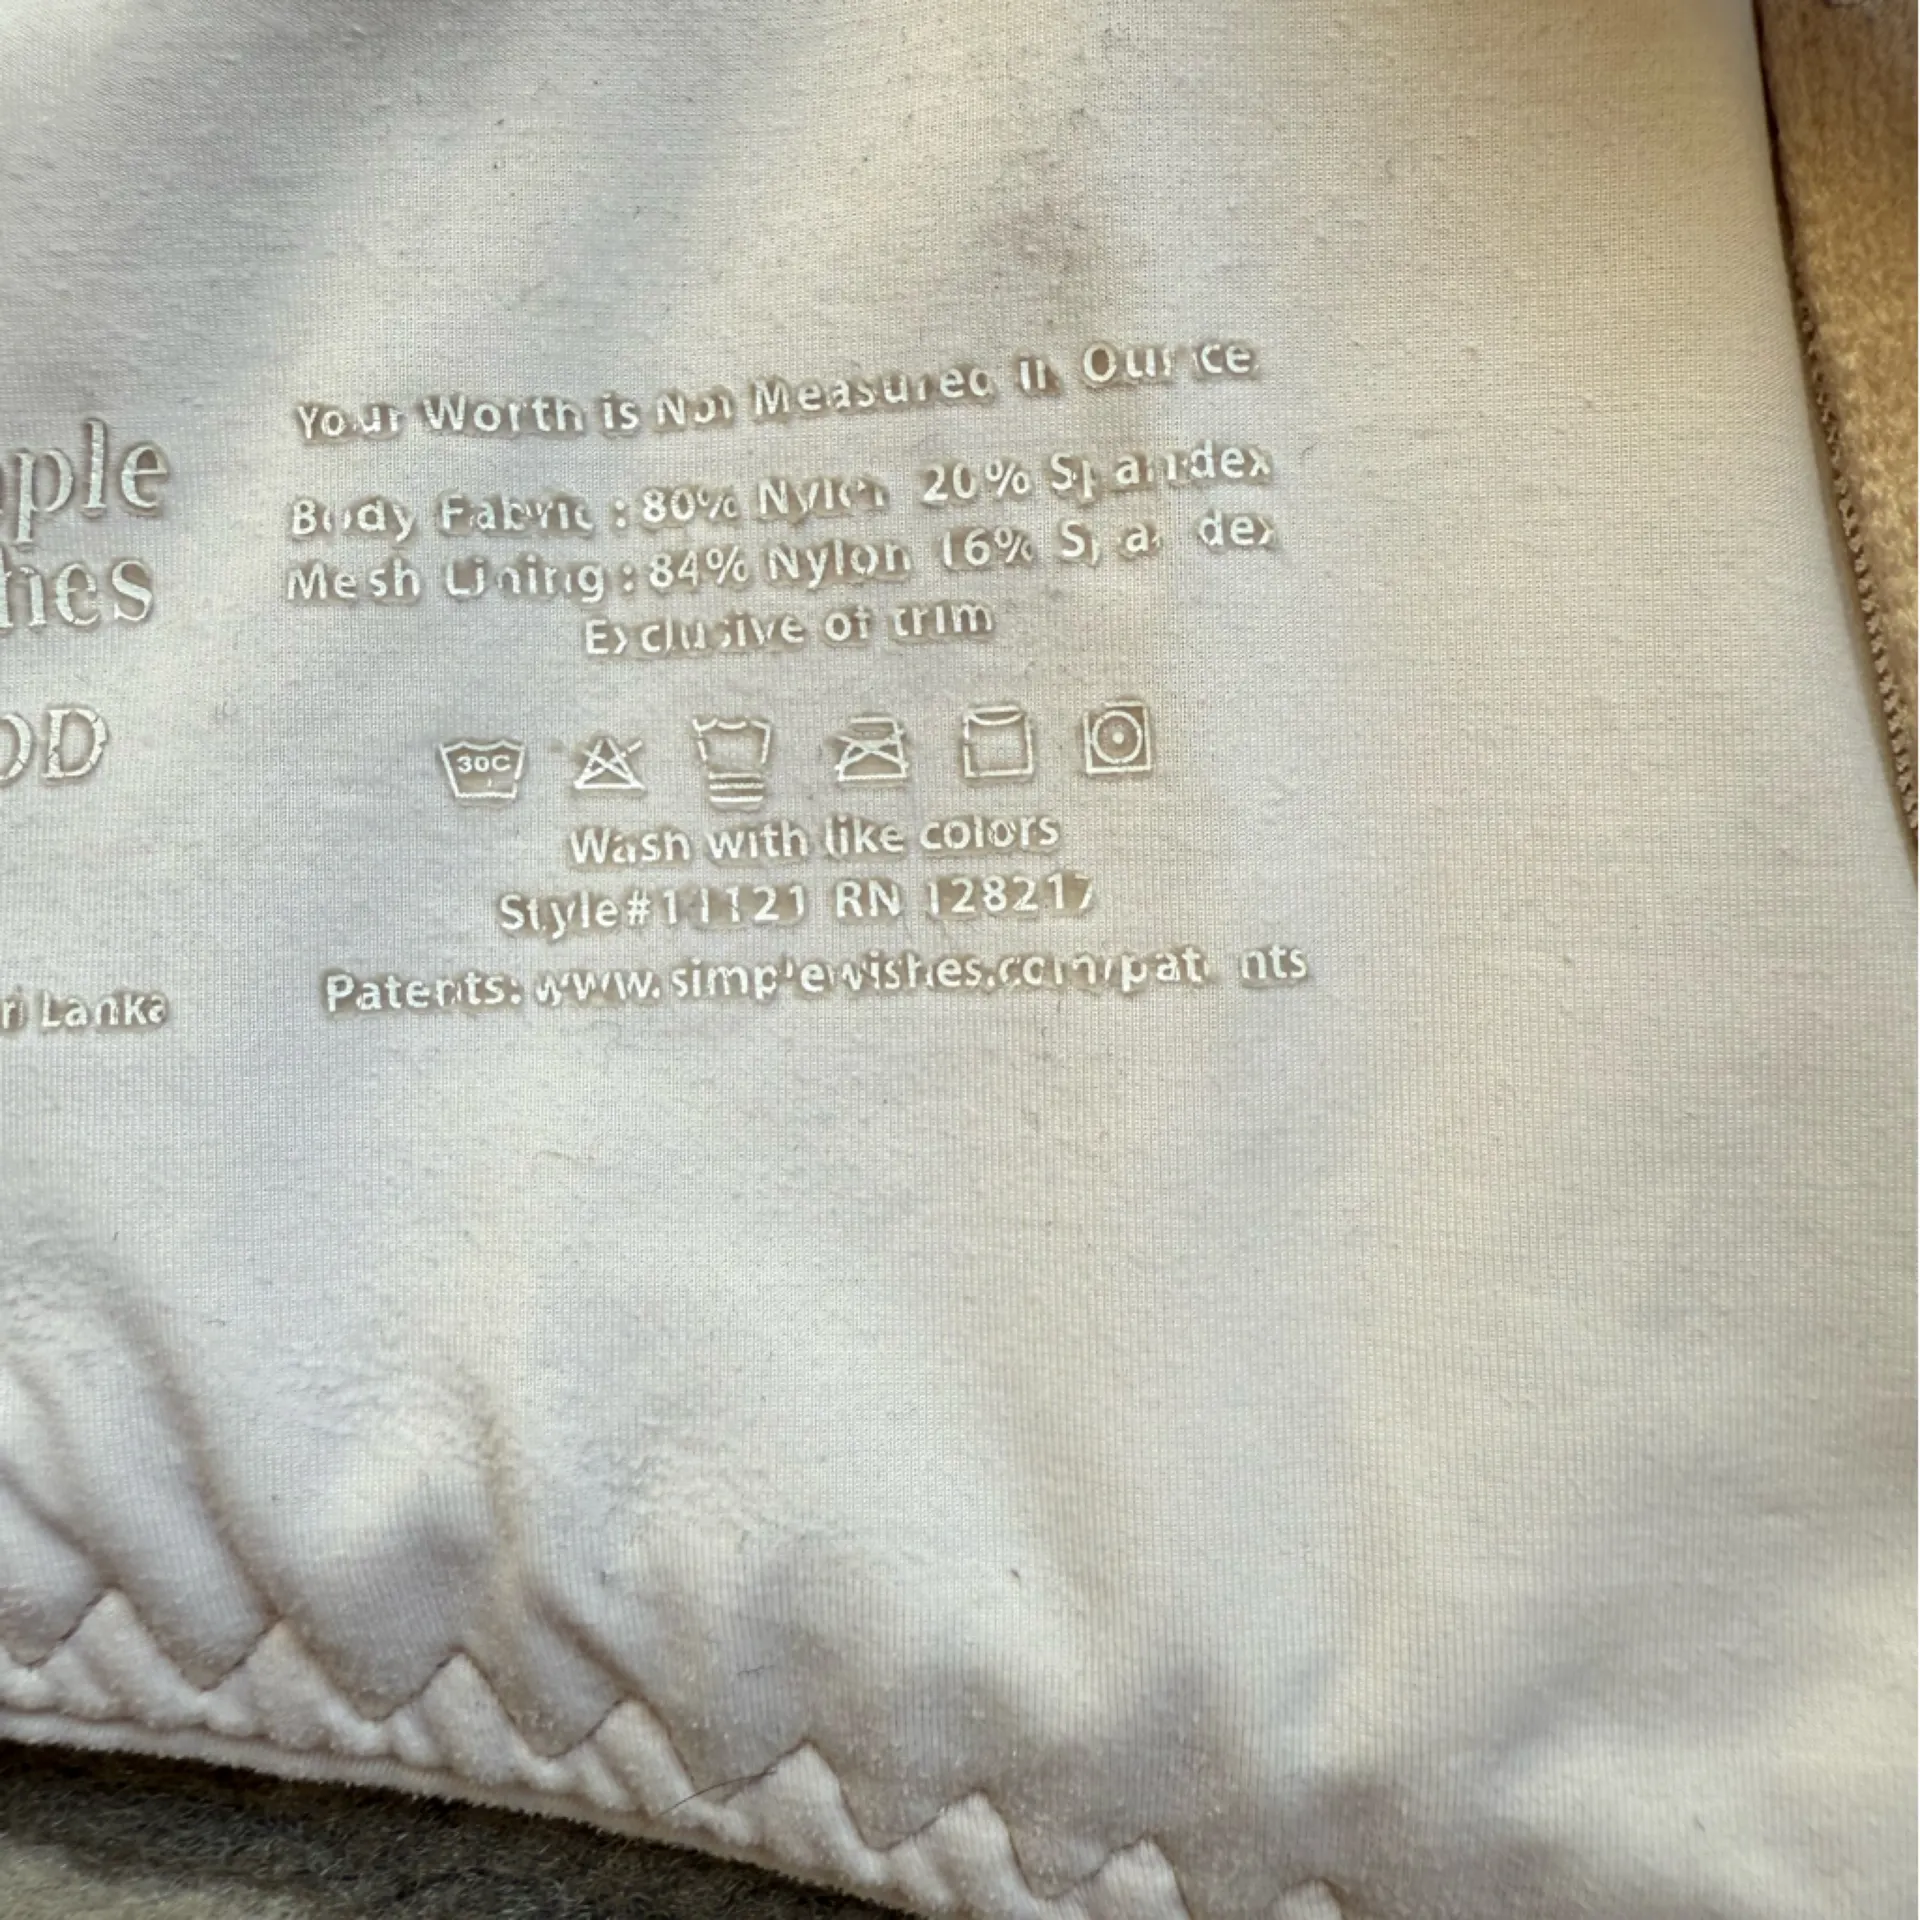 ple
hes
DD
ri Lanka
Your Worth is Not Measured in Ounce
Body Fabric : 80% Nylon 20% Spandex
Mesh Lining : 84% Nylon 16% Spandex
Exclusive of trim
30C
Wash with like colors
Style#11121 RN 128217
Patents: www.simplewishes.com/patents